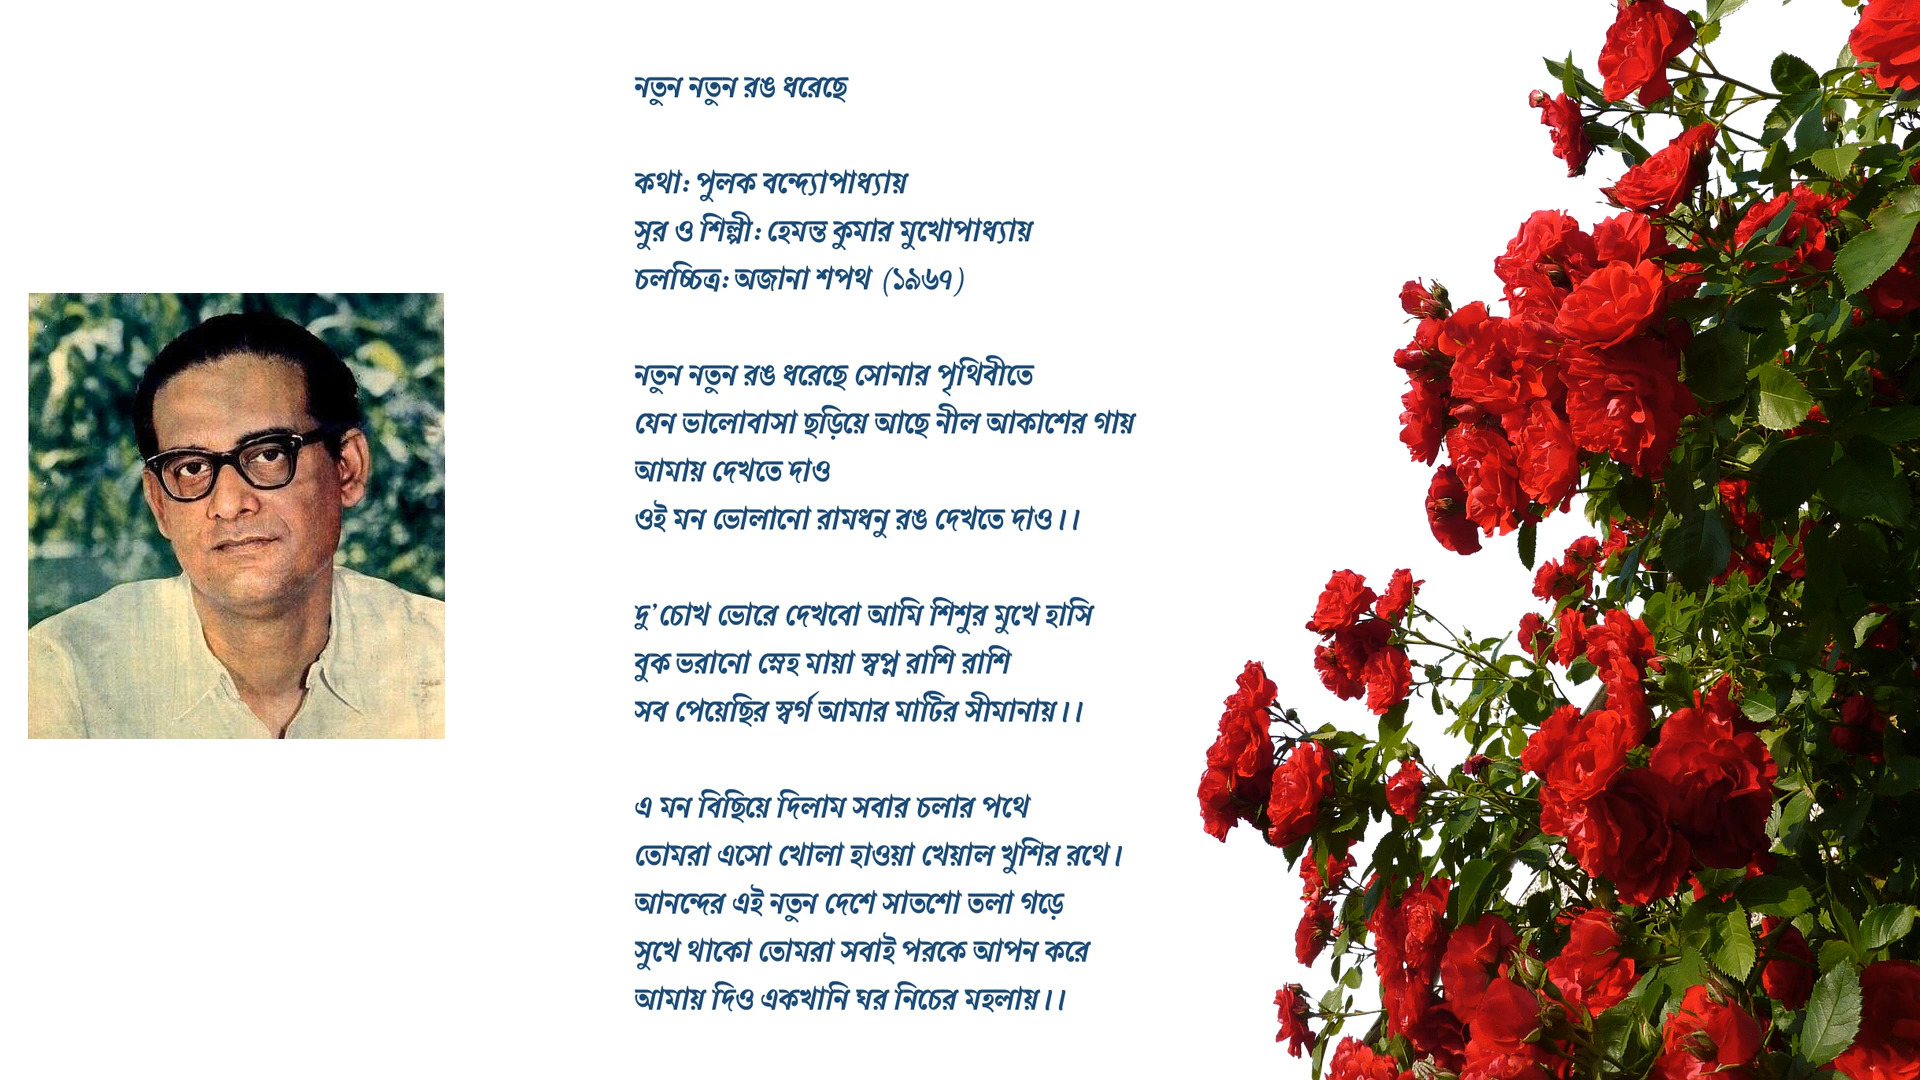 নতুন নতুন রঙ ধরেছে
কথা: পুলক বন্দ্যোপাধ্যায়
সুর ও শিল্পী: হেমন্ত কুমার মুখোপাধ্যায়
চলচ্চিত্র: অজানা শপথ (১৯৬৭)
নতুন নতুন রঙ ধরেছে সোনার পৃথিবীতে
যেন ভালোবাসা ছড়িয়ে আছে নীল আকাশের গায়
আমায় দেখতে দাও
ওই মন ভোলানো রামধনু রঙ দেখতে দাও।।
দু’চোখ ভোরে দেখবো আমি শিশুর মুখে হাসি
বুক ভরানো স্নেহ মায়া স্বপ্ন রাশি রাশি
সব পেয়েছির স্বর্গ আমার মাটির সীমানায়।।
এ মন বিছিয়ে দিলাম সবার চলার পথে
তোমরা এসো খোলা হাওয়া খেয়াল খুশির রথে।
আনন্দের এই নতুন দেশে সাতশো তলা গড়ে
সুখে থাকো তোমরা সবাই পরকে আপন করে
আমায় দিও একখানি ঘর নিচের মহলায়।।